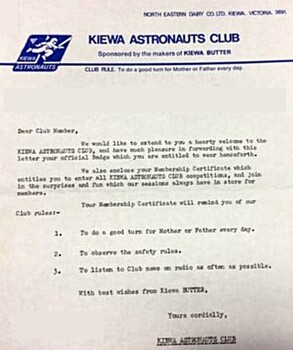 NORTH EASTERN DAIRY CO. LTD. KIEWA. VICTORIA. 3691
KIEWA ASTRONAUTS CLUB
Sponsored by the makers of KIEWA BUTTER
KIEWA
ASTRONAUTS
CLUB RULE. To do a good turn for Mother or Father every day.
Dear Club Member,
We would like to extend to you a hearty welcome to the
KIEWA ASTRONAUTS CLUB, and have much pleasure in forwarding with this
letter your official Badge which you are entitled to wear henceforth.
We also enclose your Membership Certificate which
entitles you to enter all KIEWA ASTRONAUTS CLUB competitions, and join
in the surprises and fun which our sessions always have in store for
members.
Your Membership Certificate will remind you of our
Club rules:-
1. To do a good turn for Mother or Father every day.
2. To observe the safety rules.
3. To listen to Club news on radio as often as possible.
With best wishes from Kiewa BUTTER,
Yours cordially,
KIEWA ASTRONAUTS CLUB